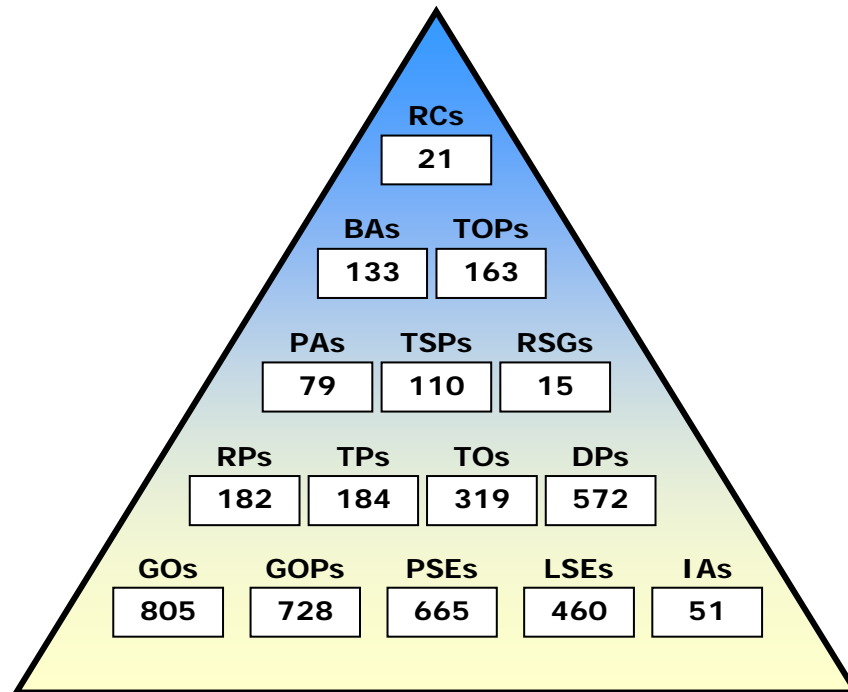 RCs
21
BAs TOPs
133 163
PAs TSPs RSGs
79 110 15
RPs TPs TOs DPs
182 184 319 572
GOs GOPs PSEs LSEs IAs
805 728 665 460 51